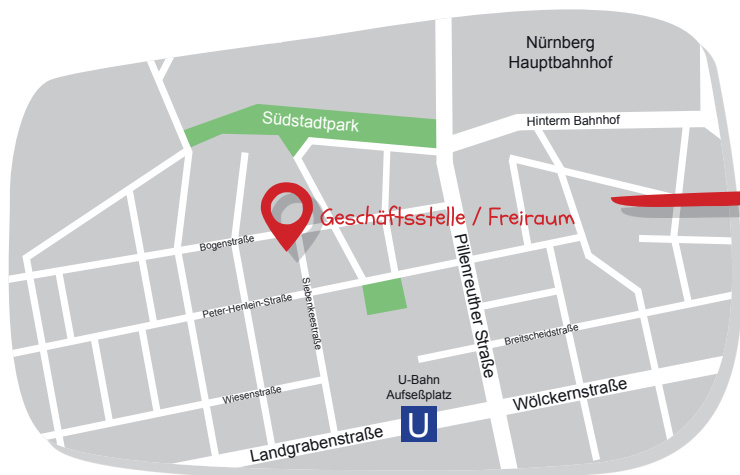 Nürnberg
Hauptbahnhof
Südstadtpark
Hinterm Bahnhof
Geschäftsstelle / Freiraum
Bogenstraße
Pillenreuther Straße
Siebenkeesstraße
Peter-Henlein-Straße
Breitscheidstraße
U-Bahn
Aufseßplatz
Wiesenstraße
Wölckernstraße
U
Landgrabenstraße